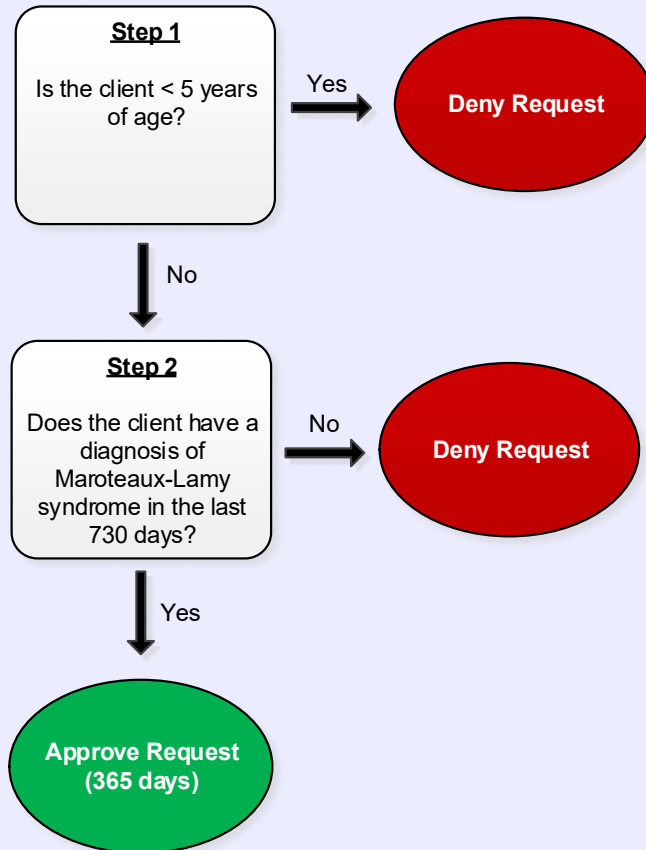 Step 1
Is the client < 5 years
of age?
Yes
Deny Request
No
Step 2
Does the client have a
diagnosis of
Maroteaux-Lamy
syndrome in the last
730 days?
No
Deny Request
Yes
Approve Request
(365 days)